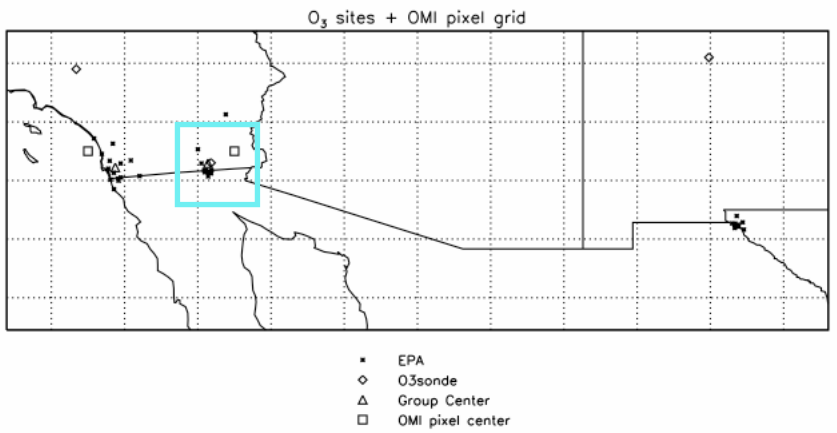 O₃ sites + OMI pixel grid
EPA
O3sonde
Group Center
OMI pixel center